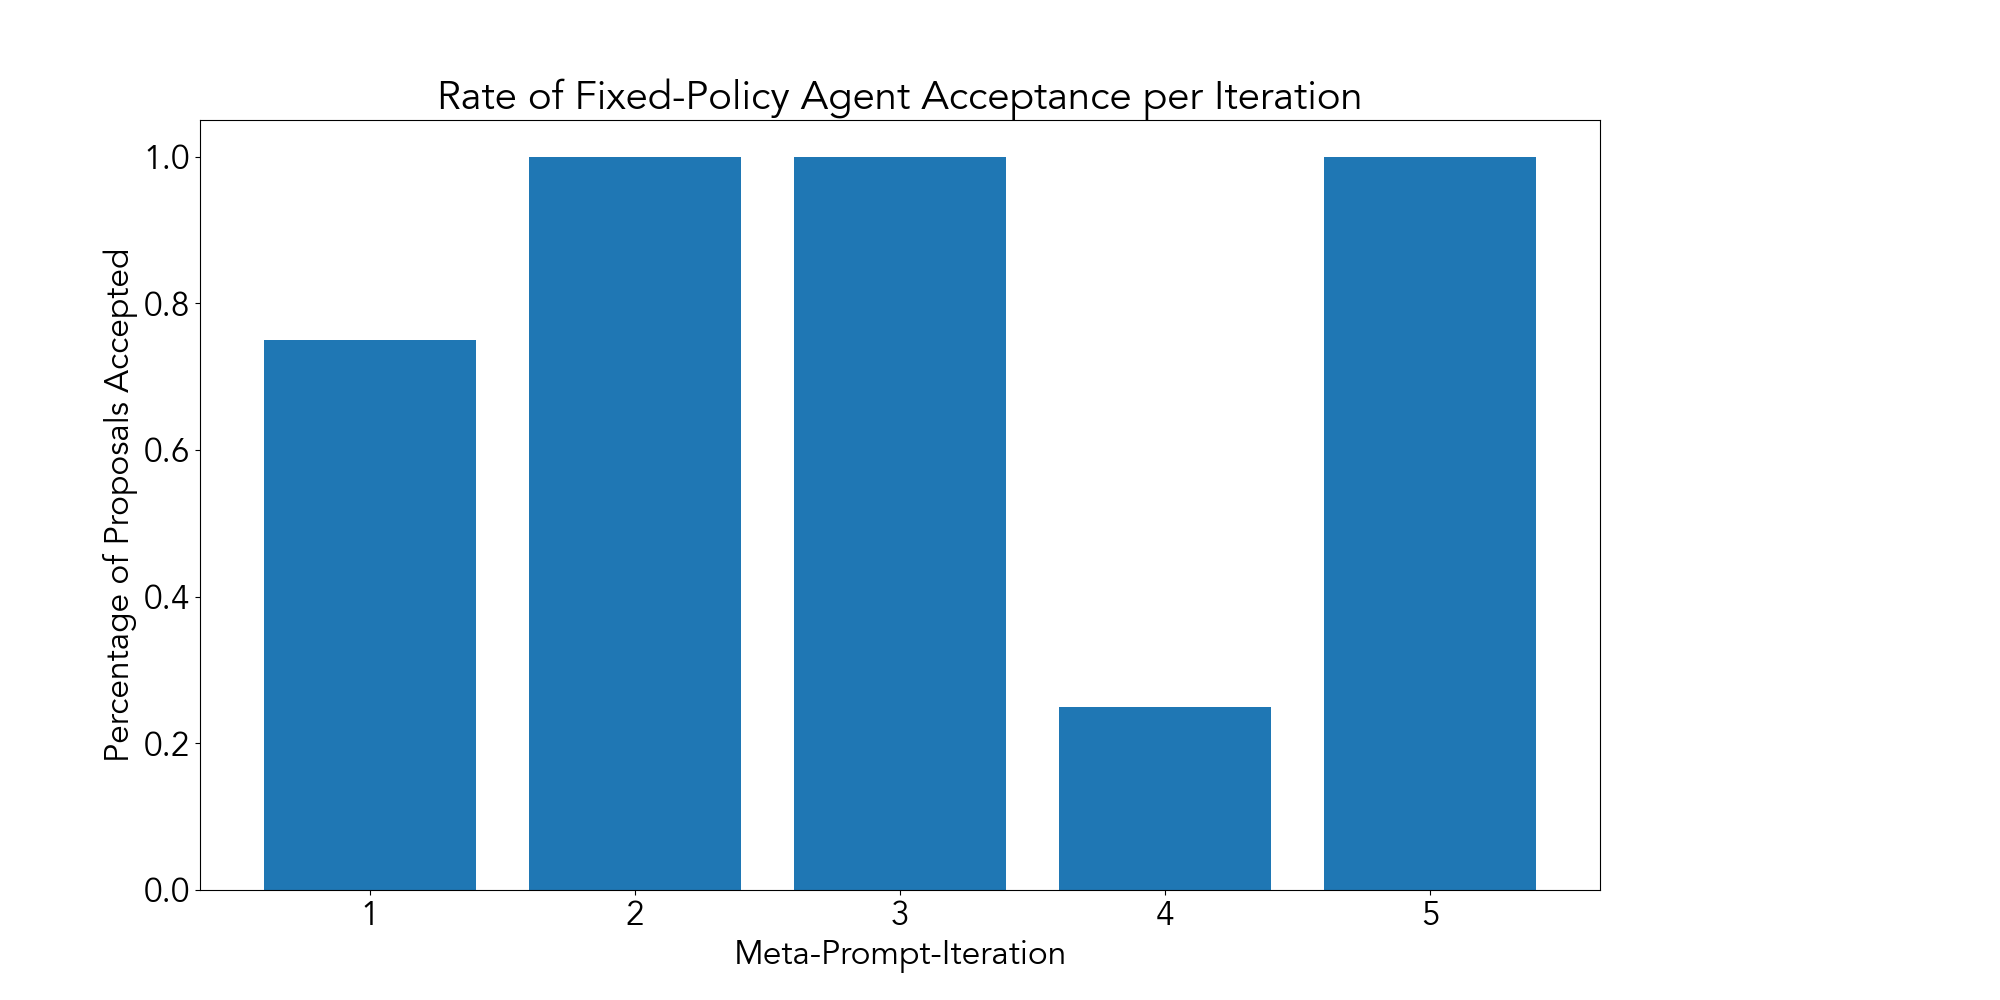 Rate of Fixed-Policy Agent Acceptance per Iteration
Percentage of Proposals Accepted
1.0
0.8
0.6
0.4
0.2
0.0
1 2 3 4 5
Meta-Prompt-Iteration